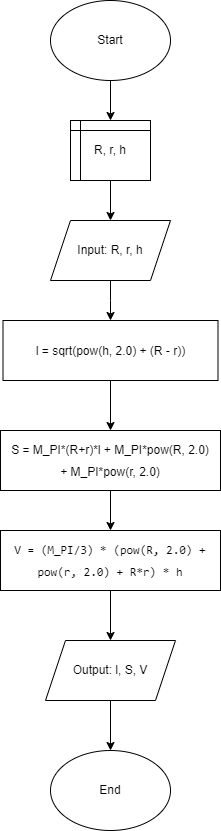 Start
R, r, h
Input: R, r, h
l = sqrt(pow(h, 2.0) + (R - r))
S = M_PI*(R+r)*l + M_PI*pow(R, 2.0)
+ M_PI*pow(r, 2.0)
V = (M_PI/3) * (pow(R, 2.0) +
pow(r, 2.0) + R*r) * h
Output: l, S, V
End